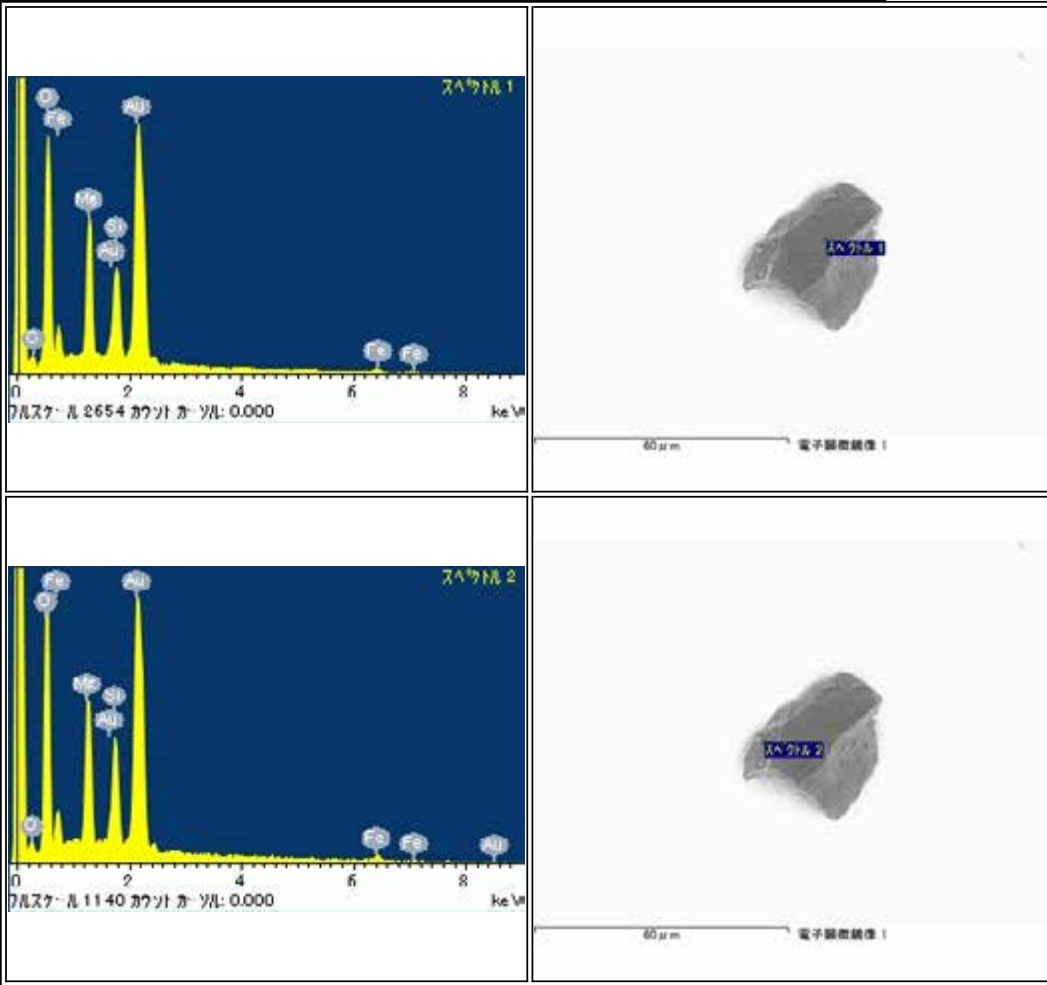 スペクトル 1
O
Fe
Au
Mg
Si
Au
C
Fe
Fe
0 2 4 6 8
フルスケール 2654 カウント カーソル: 0.000 keV
スペクトル 1
60μm 電子顕微鏡像 1
スペクトル 2
Fe
O
Au
Mg
Si
Au
C
Fe
Fe
Au
0 2 4 6 8
フルスケール 1140 カウント カーソル: 0.000 keV
スペクトル 2
60μm 電子顕微鏡像 1